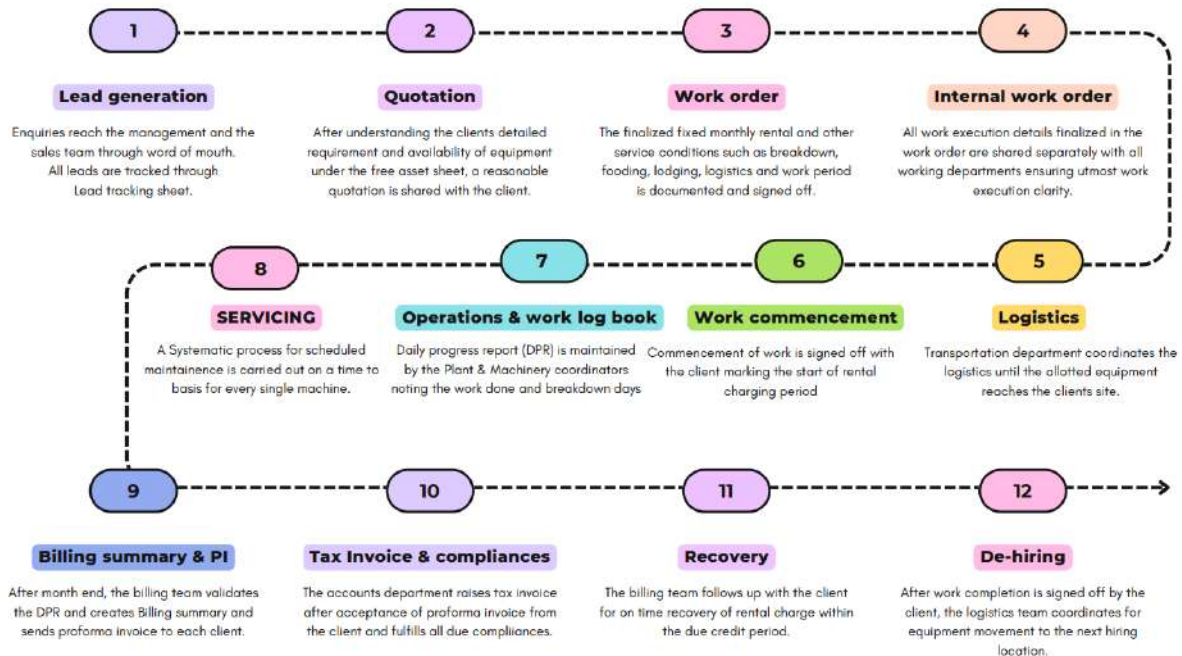 1
2
3
4
Lead generation
Enquiries reach the management and the
sales team through word of mouth.
All leads are tracked through
Lead tracking sheet.
Quotation
After understanding the clients detailed
requirement and availability of equipment
under the free asset sheet, a reasonable
quotation is shared with the client.
Work order
The finalized fixed monthly rental and other
service conditions such as breakdown,
fooding, lodging, logistics and work period
is documented and signed off.
Internal work order
All work execution details finalized in the
work order are shared separately with all
working departments ensuring utmost work
execution clarity.
5
Logistics
Transportation department coordinates the
logistics until the allotted equipment
reaches the clients site.
6
Work commencement
Commencement of work is signed off with
the client marking the start of rental
charging period
7
Operations & work log book
Daily progress report (DPR) is maintained
by the Plant & Machinery coordinators
noting the work done and breakdown days
8
SERVICING
A Systematic process for scheduled
maintainence is carried out on a time to
basis for every single machine.
9
Billing summary & PI
After month end, the billing team validates
the DPR and creates Billing summary and
sends proforma invoice to each client.
10
Tax Invoice & compliances
The accounts department raises tax invoice
after acceptance of proforma invoice from
the client and fulfills all due compliances.
11
Recovery
The billing team follows up with the client
for on time recovery of rental charge within
the due credit period.
12
De-hiring
After work completion is signed off by the
client, the logistics team coordinates for
equipment movement to the next hiring
location.